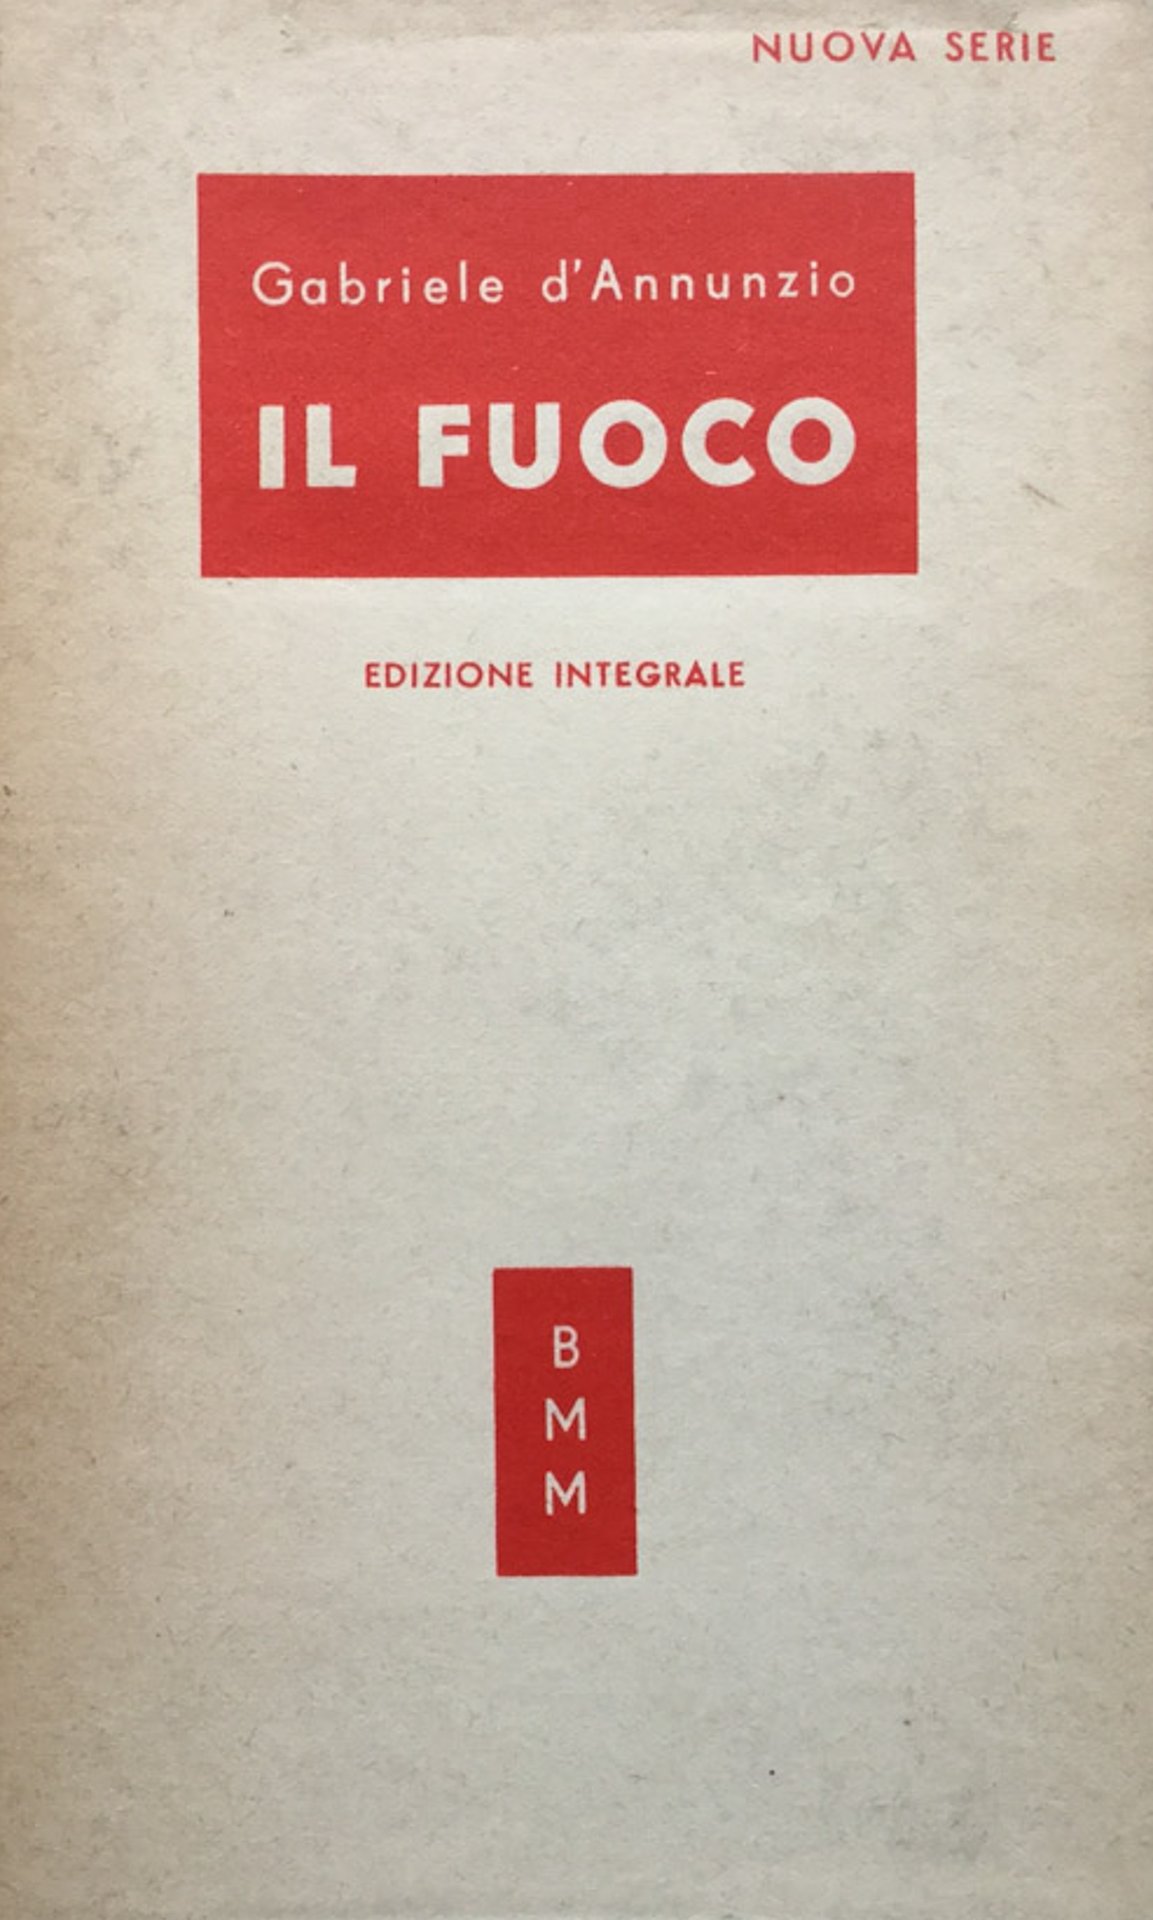 NUOVA SERIE
Gabriele d'Annunzio
IL FUOCO
EDIZIONE INTEGRALE
B
M
M